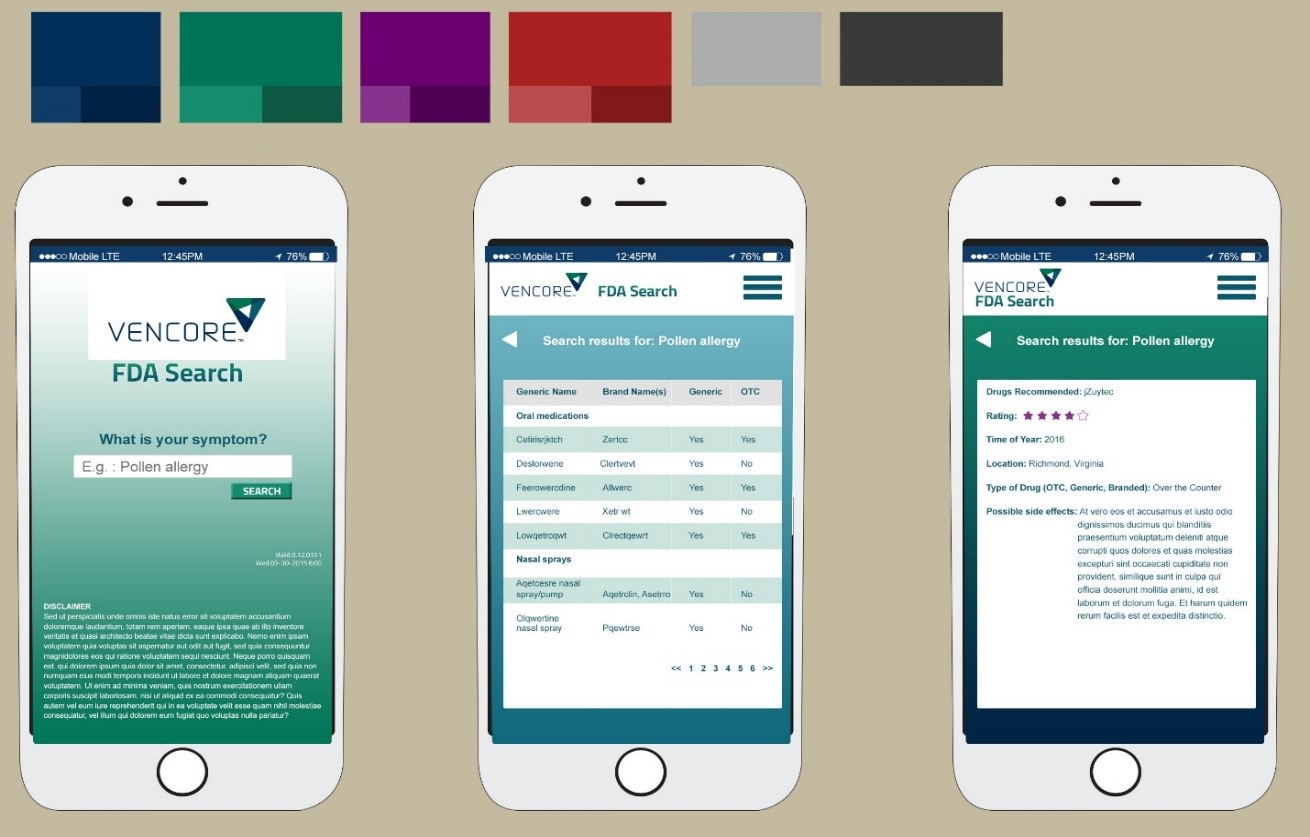 Mobile LTE 12:45PM 76%
VENCORE™
FDA Search
What is your symptom?
E.g. : Pollen allergy
SEARCH
Build 0.12.0101
Wed 09-30-2015 6:00
DISCLAIMER
Sed ut perspiciatis unde omnis iste natus error sit voluptatem accusantium
doloremque laudantium, totam rem aperiam, eaque ipsa quae ab illo inventore
veritatis et quasi architecto beatae vitae dicta sunt explicabo. Nemo enim ipsam
voluptatem quia voluptas sit aspernatur aut odit aut fugit, sed quia consequuntur
magnidolores eos qui ratione voluptatem sequi nesciunt. Neque porro quisquam
est, qui dolorem ipsum quia dolor sit amet, consectetur, adipisci velit, sed quia non
numquam eius modi tempora incidunt ut labore et dolore magnam aliquam quaerat
voluptatem. Ut enim ad minima veniam, quis nostrum exercitationem ullam
corporis suscipit laboriosam, nisi ut aliquid ex ea commodi consequatur? Quis
autem vel eum iure reprehenderit qui in ea voluptate velit esse quam nihil molestiae
consequatur, vel illum qui dolorem eum fugiat quo voluptas nulla pariatur?
Mobile LTE 12:45PM 76%
VENCORE™ FDA Search
Search results for: Pollen allergy
Generic Name Brand Name(s) Generic OTC
Oral medications
Cetirisrjktch Zertcc Yes Yes
Deslorwene Clertvevt Yes No
Feerowercdine Allwerc Yes Yes
Lwercwere Xetr wt Yes No
Lowqetroqwt Clrectqewrt Yes Yes
Nasal sprays
Aqetcesre nasal
spray/pump Aqetrclin, Asetrro Yes No
Clqwertine
nasal spray Pqewtrse Yes No
<< 1 2 3 4 5 6 >>
Mobile LTE 12:45PM 76%
VENCORE™
FDA Search
Search results for: Pollen allergy
Drugs Recommended: jZuytec
Rating:
Time of Year: 2016
Location: Richmond, Virginia
Type of Drug (OTC, Generic, Branded): Over the Counter
Possible side effects: At vero eos et accusamus et iusto odio
dignissimos ducimus qui blanditiis
praesentium voluptatum deleniti atque
corrupti quos dolores et quas molestias
excepturi sint occaecati cupiditate non
provident, similique sunt in culpa qui
officia deserunt mollitia animi, id est
laborum et dolorum fuga. Et harum quidem
rerum facilis est et expedita distinctio.